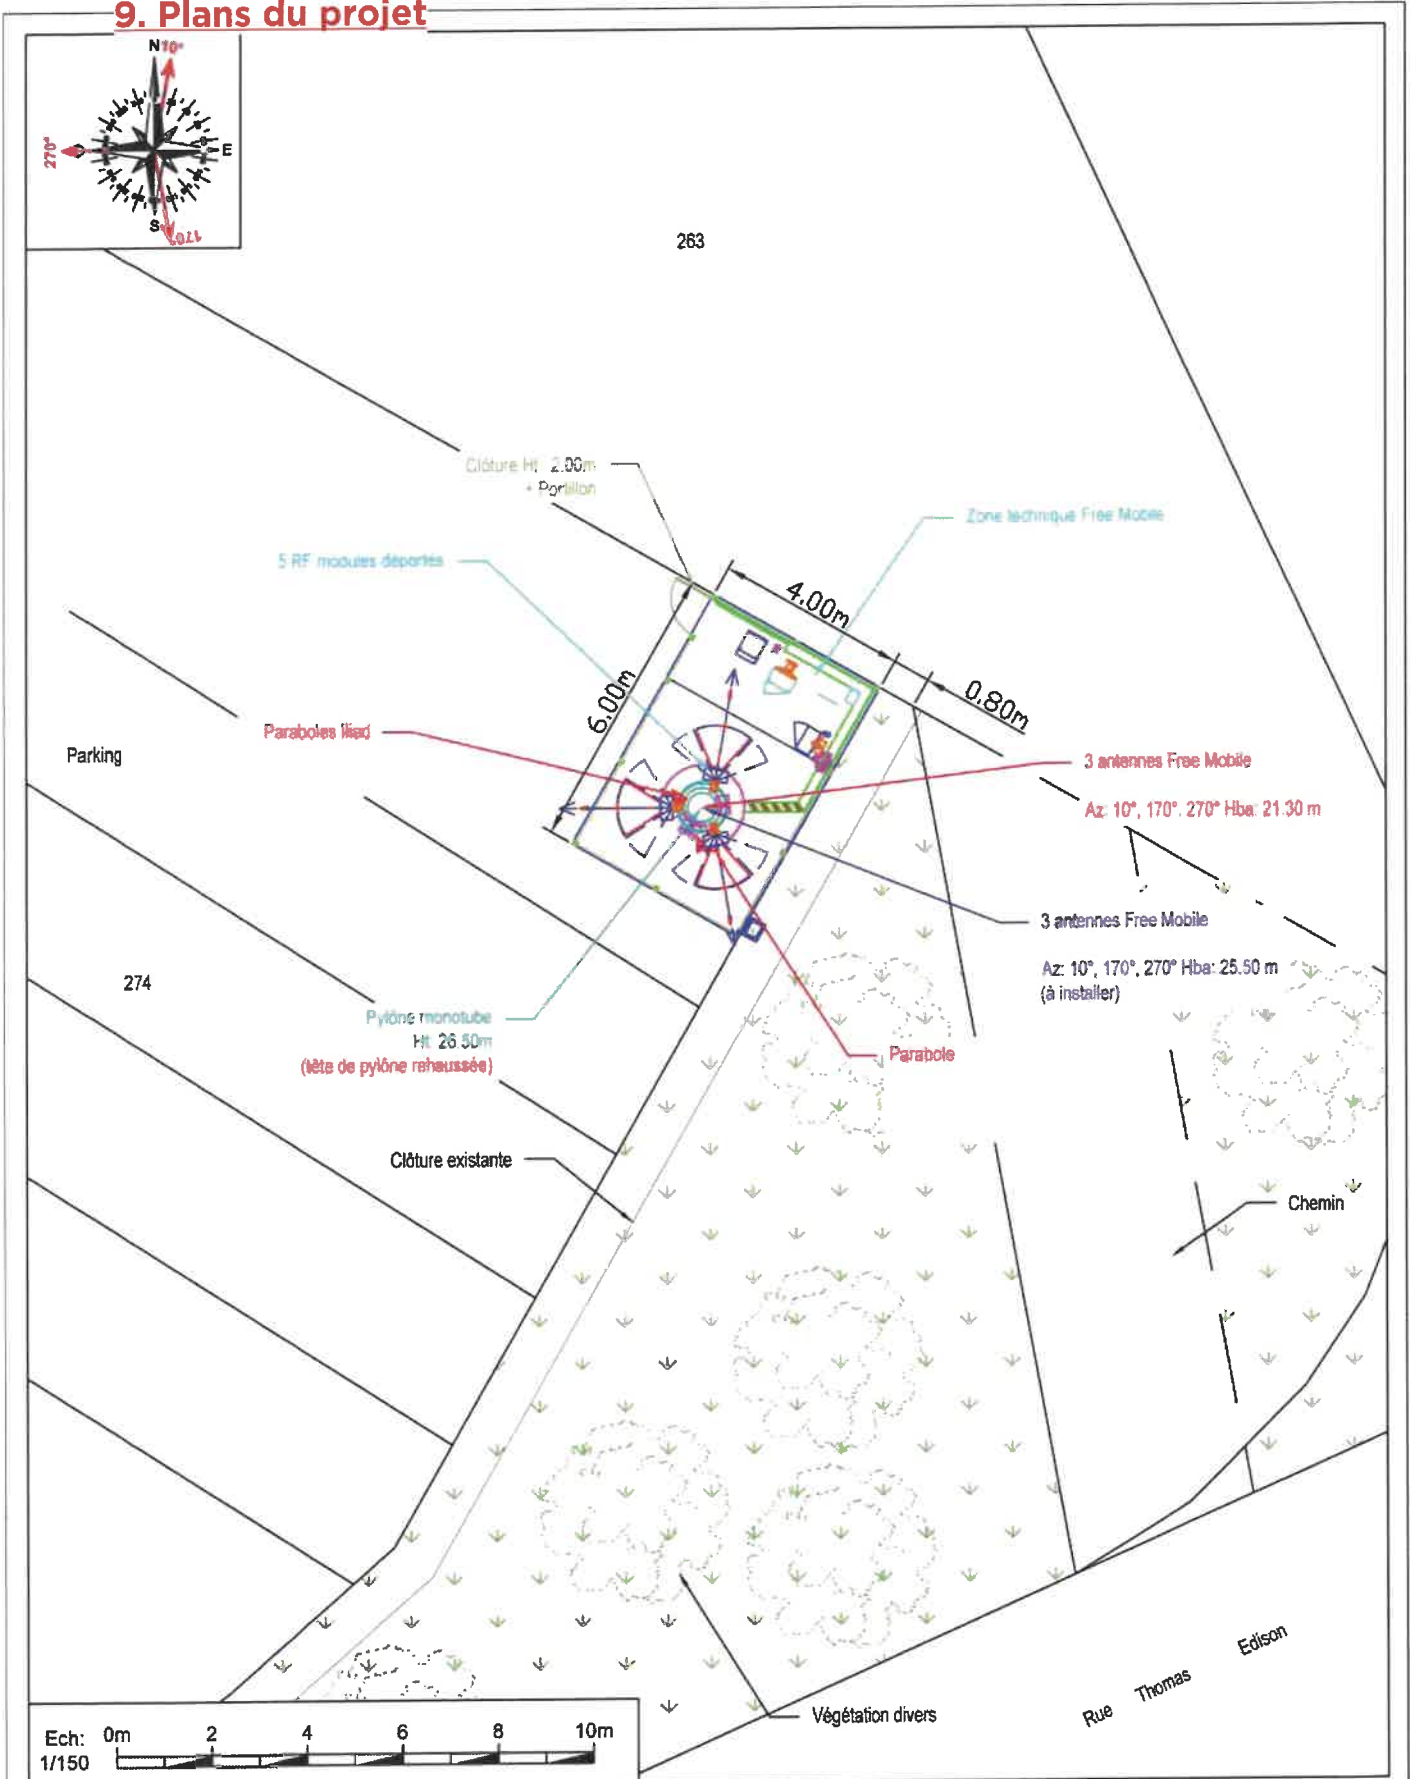 9. Plans du projet
N
10°
270°
E
S
170°
263
Clôture Ht 2.00m
+ Portillon
Zone technique Free Mobile
5 RF modules déportés
4.00m
6.00m
0.80m
Paraboles Iliad
Parking
3 antennes Free Mobile
Az: 10°, 170°. 270° Hba: 21.30 m
3 antennes Free Mobile
Az: 10°, 170°, 270° Hba: 25.50 m
(à installer)
274
Pylône monotube
Ht 26.50m
(tête de pylône rehaussée)
Parabole
Clôture existante
Chemin
Végétation divers
Rue Thomas Edison
Ech:
1/150
0m 2 4 6 8 10m